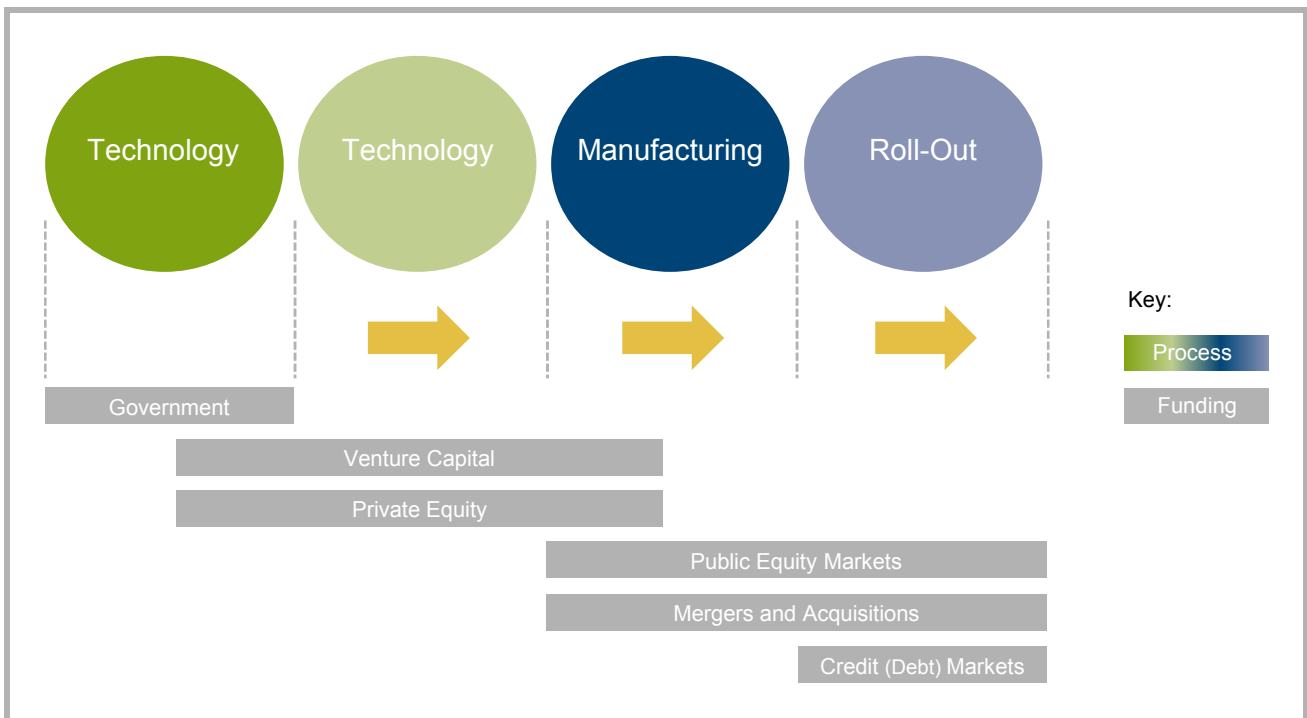 Technology
Technology
Manufacturing
Roll-Out
Key:
Process
Funding
Government
Venture Capital
Private Equity
Public Equity Markets
Mergers and Acquisitions
Credit (Debt) Markets